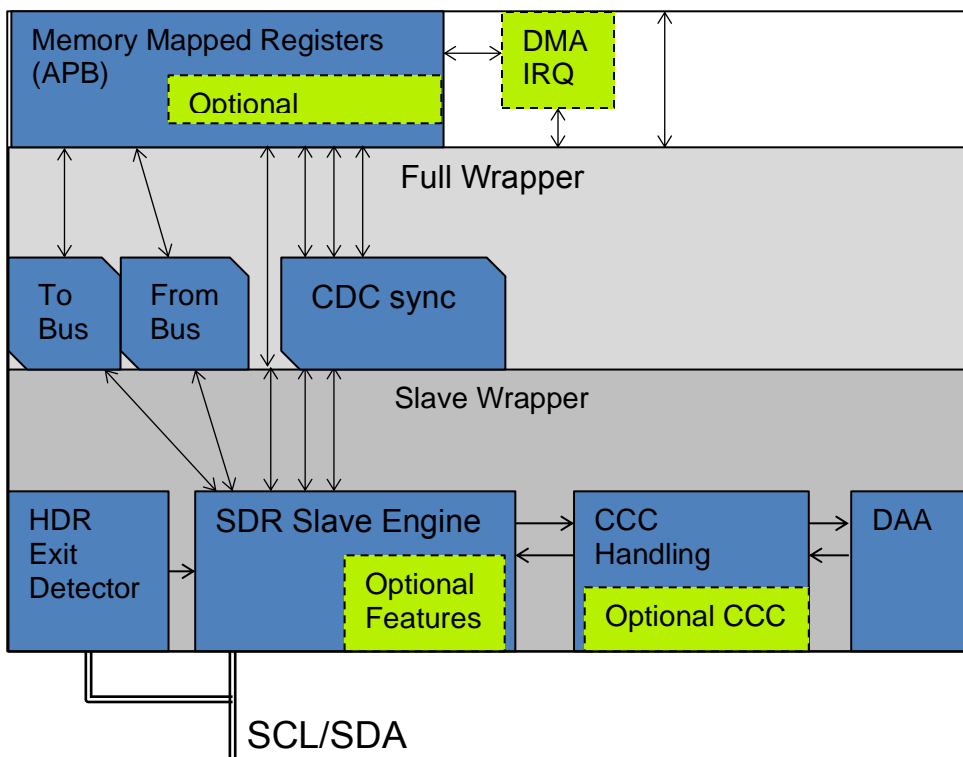 Memory Mapped Registers
(APB)
Optional
DMA
IRQ
Full Wrapper
To
Bus
From
Bus
CDC sync
Slave Wrapper
HDR
Exit
Detector
SDR Slave Engine
Optional
Features
CCC
Handling
Optional CCC
DAA
SCL/SDA